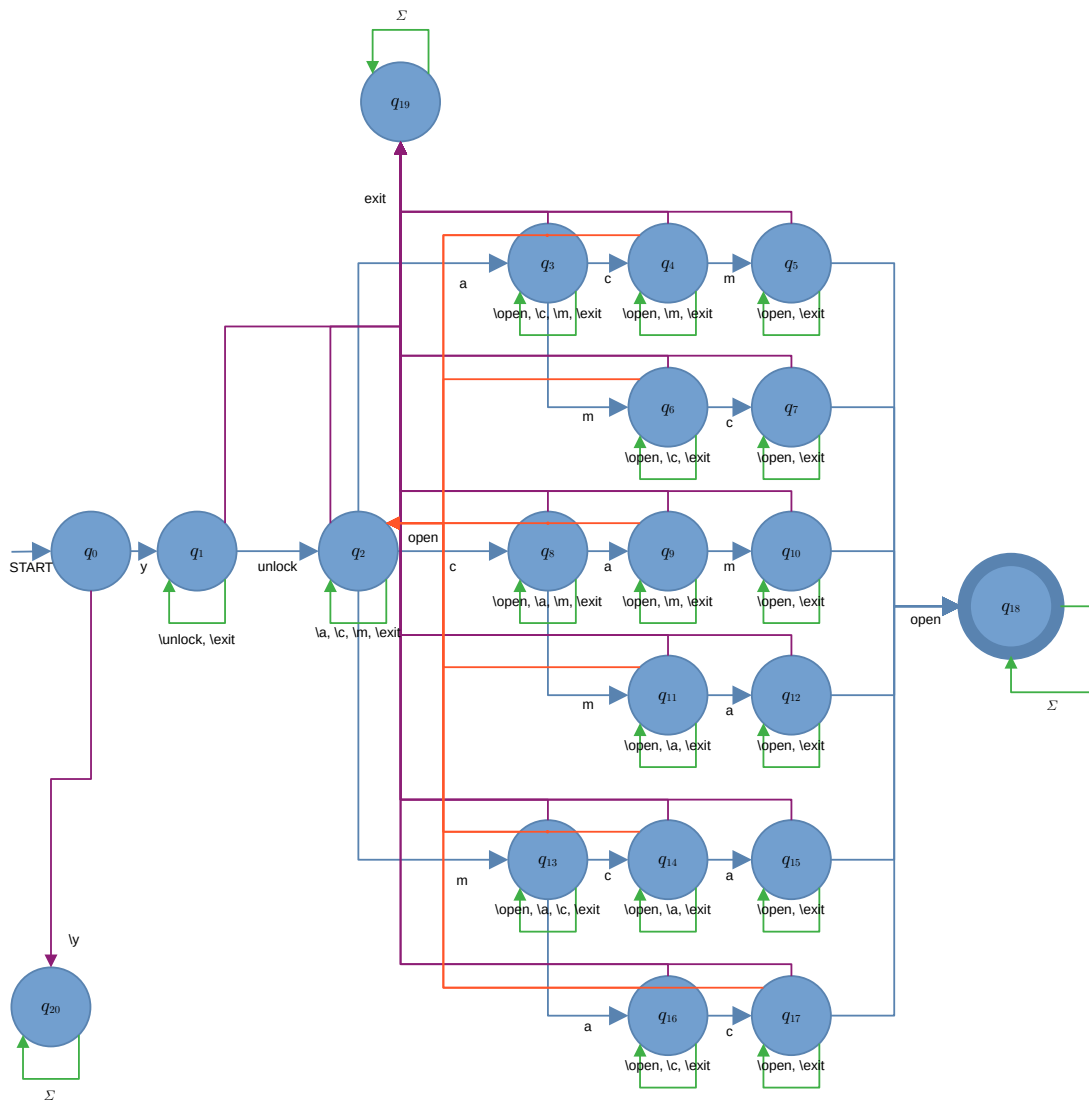 Σ
q19
exit
q3
q4
q5
a
c
m
\open, \c, \m, \exit
\open, \m, \exit
\open, \exit
q6
q7
m
c
\open, \c, \exit
\open, \exit
q0
q1
q2
open
q8
q9
q10
START
y
unlock
c
a
m
\open, \a, \m, \exit
\open, \m, \exit
\open, \exit
q18
open
\unlock, \exit
\a, \c, \m, \exit
q11
q12
m
a
Σ
\open, \a, \exit
\open, \exit
q13
q14
q15
m
c
a
\open, \a, \c, \exit
\open, \a, \exit
\open, \exit
\y
q20
q16
q17
a
c
\open, \c, \exit
\open, \exit
Σ